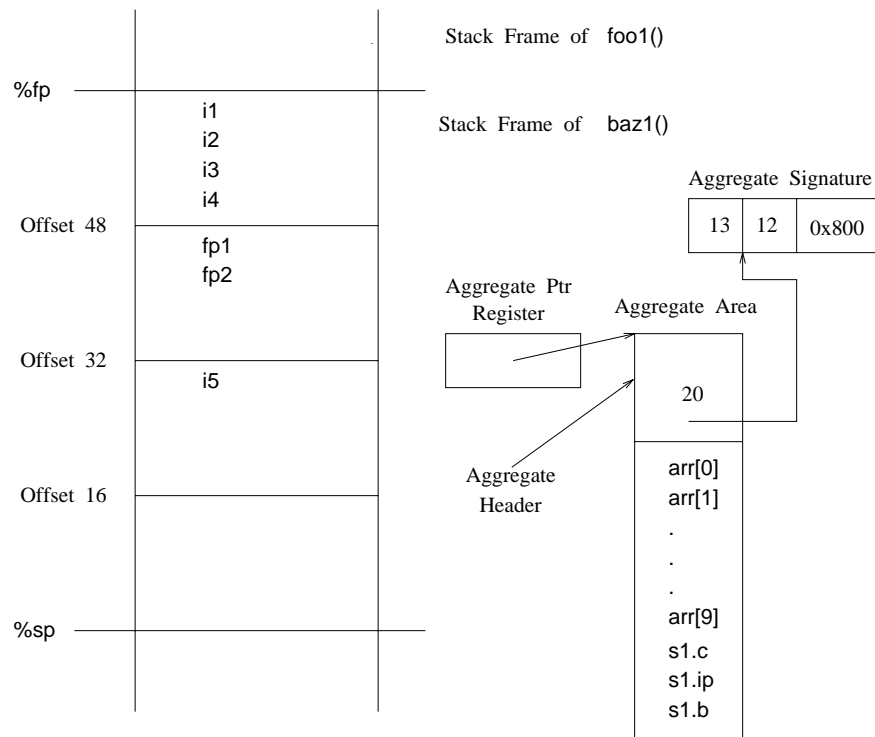 Stack Frame of foo1()
%fp
i1
i2
i3
i4
Stack Frame of baz1()
Offset 48
fp1
fp2
Offset 32
i5
Offset 16
%sp
Aggregate Signature
13 12 0x800
Aggregate Ptr
Register
Aggregate Area
20
Aggregate
Header
arr[0]
arr[1]
.
.
.
arr[9]
s1.c
s1.ip
s1.b